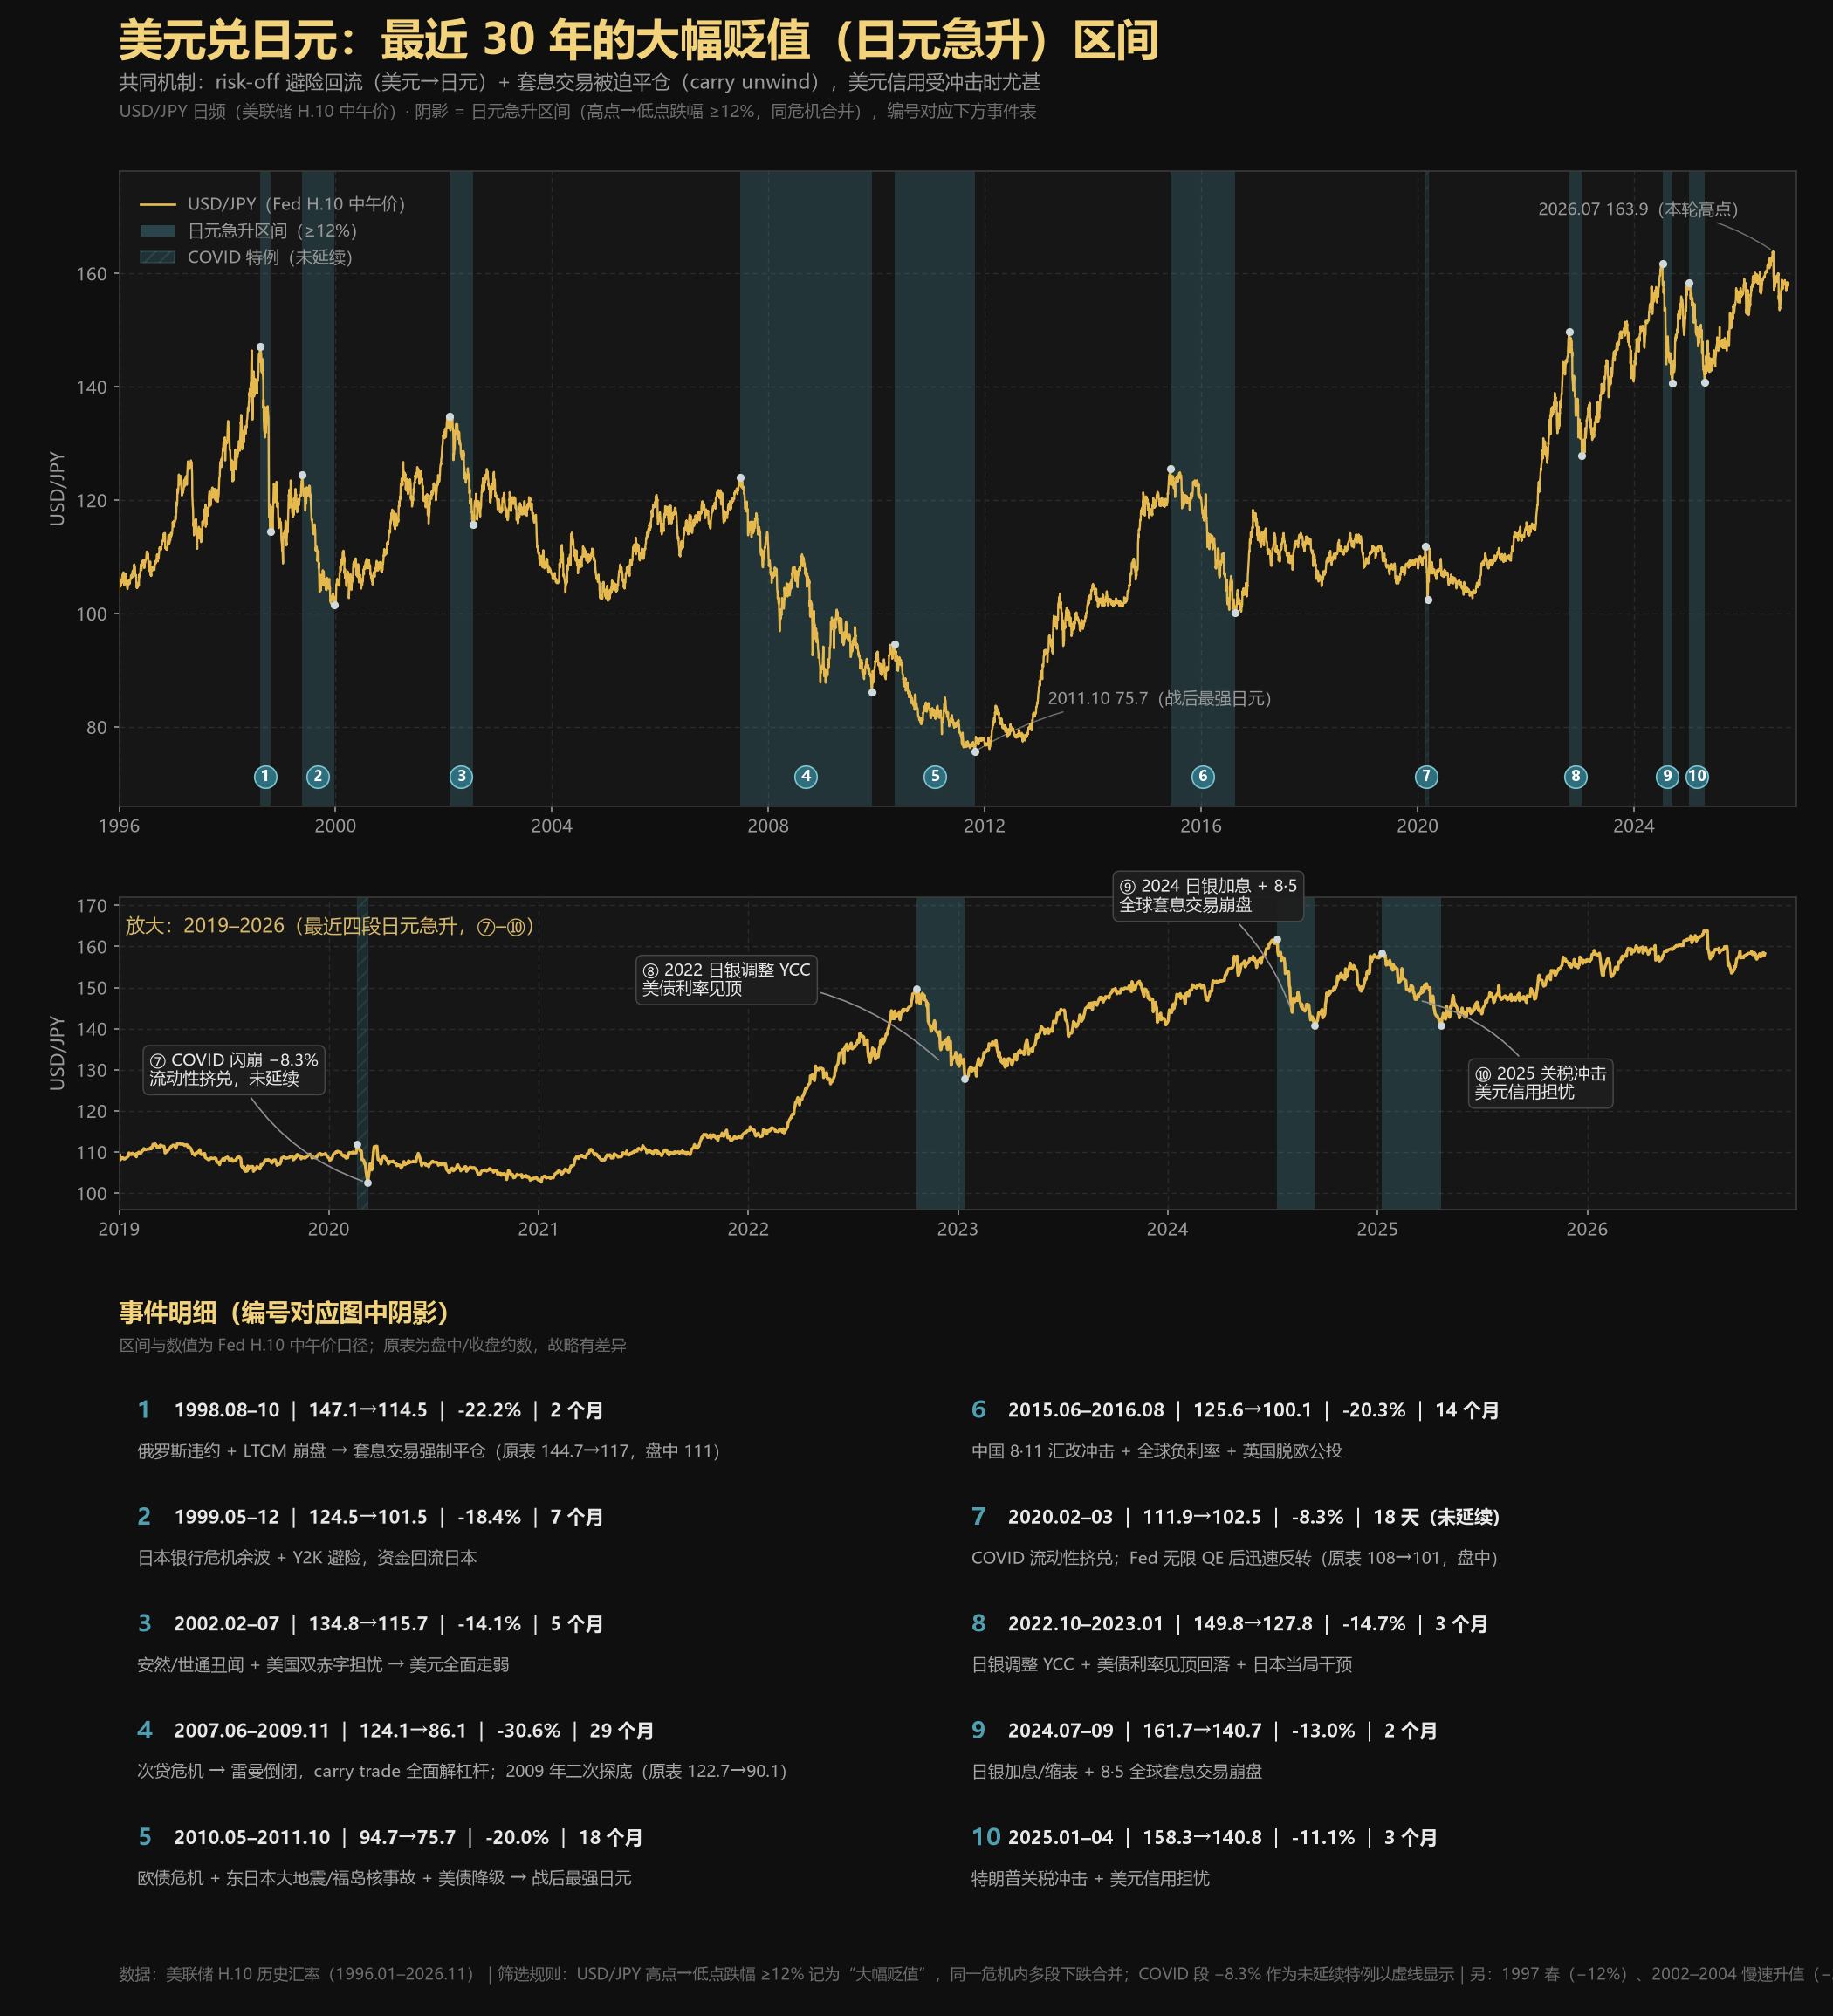 美元兑日元：最近 30 年的大幅贬值（日元急升）区间
共同机制：risk-off 避险回流（美元→日元）+ 套息交易被迫平仓（carry unwind），美元信用受冲击时尤甚
USD/JPY 日频（美联储 H.10 中午价）· 阴影 = 日元急升区间（高点→低点跌幅 ≥12%，同危机合并），编号对应下方事件表
USD/JPY（Fed H.10 中午价）
日元急升区间（≥12%）
COVID 特例（未延续）
2026.07 163.9（本轮高点）
160
140
120
100
80
USD/JPY
2011.10 75.7（战后最强日元）
1 2 3 4 5 6 7 8 9 10
1996 2000 2004 2008 2012 2016 2020 2024
放大：2019–2026（最近四段日元急升，⑦–⑩）
⑨ 2024 日银加息 + 8·5
全球套息交易崩盘
⑧ 2022 日银调整 YCC
美债利率见顶
⑦ COVID 闪崩 −8.3%
流动性挤兑，未延续
⑩ 2025 关税冲击
美元信用担忧
170
160
150
140
130
120
110
100
USD/JPY
2019 2020 2021 2022 2023 2024 2025 2026
事件明细（编号对应图中阴影）
区间与数值为 Fed H.10 中午价口径；原表为盘中/收盘约数，故略有差异
1 1998.08–10 | 147.1→114.5 | -22.2% | 2 个月
俄罗斯违约 + LTCM 崩盘 → 套息交易强制平仓（原表 144.7→117，盘中 111）
2 1999.05–12 | 124.5→101.5 | -18.4% | 7 个月
日本银行危机余波 + Y2K 避险，资金回流日本
3 2002.02–07 | 134.8→115.7 | -14.1% | 5 个月
安然/世通丑闻 + 美国双赤字担忧 → 美元全面走弱
4 2007.06–2009.11 | 124.1→86.1 | -30.6% | 29 个月
次贷危机 → 雷曼倒闭，carry trade 全面解杠杆；2009 年二次探底（原表 122.7→90.1）
5 2010.05–2011.10 | 94.7→75.7 | -20.0% | 18 个月
欧债危机 + 东日本大地震/福岛核事故 + 美债降级 → 战后最强日元
6 2015.06–2016.08 | 125.6→100.1 | -20.3% | 14 个月
中国 8·11 汇改冲击 + 全球负利率 + 英国脱欧公投
7 2020.02–03 | 111.9→102.5 | -8.3% | 18 天（未延续）
COVID 流动性挤兑；Fed 无限 QE 后迅速反转（原表 108→101，盘中）
8 2022.10–2023.01 | 149.8→127.8 | -14.7% | 3 个月
日银调整 YCC + 美债利率见顶回落 + 日本当局干预
9 2024.07–09 | 161.7→140.7 | -13.0% | 2 个月
日银加息/缩表 + 8·5 全球套息交易崩盘
10 2025.01–04 | 158.3→140.8 | -11.1% | 3 个月
特朗普关税冲击 + 美元信用担忧
数据：美联储 H.10 历史汇率（1996.01–2026.11） | 筛选规则：USD/JPY 高点→低点跌幅 ≥12% 记为“大幅贬值”，同一危机内多段下跌合并；COVID 段 −8.3% 作为未延续特例以虚线显示 | 另：1997 春（−12%）、2002–2004 慢速升值（−